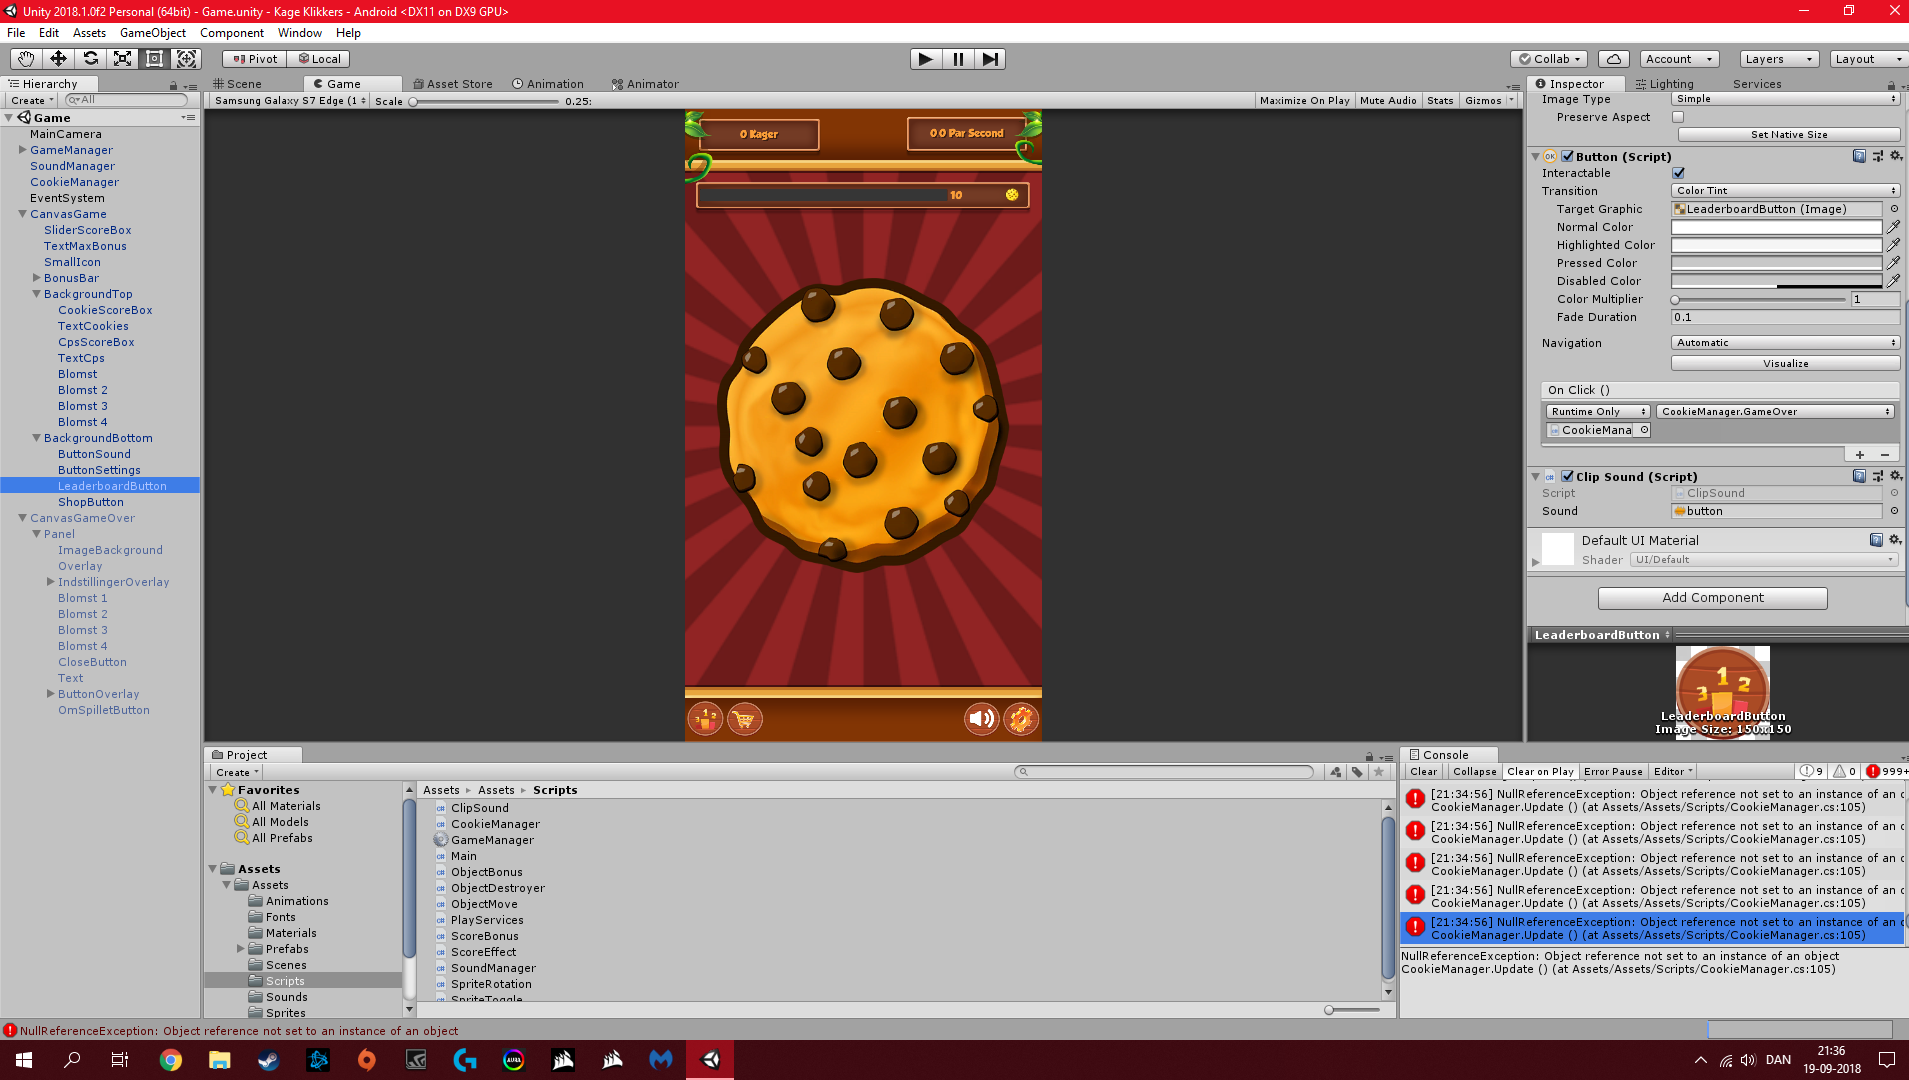 Unity 2018.1.0f2 Personal (64bit) - Game.unity - Kage Klikkers - Android <DX11 on DX9 GPU>
File Edit Assets GameObject Component Window Help
Pivot Local
Collab Account Layers Layout
Hierarchy
Create All
Game
MainCamera
GameManager
SoundManager
CookieManager
EventSystem
CanvasGame
SliderScoreBox
TextMaxBonus
SmallIcon
BonusBar
BackgroundTop
CookieScoreBox
TextCookies
CpsScoreBox
TextCps
Blomst
Blomst 2
Blomst 3
Blomst 4
BackgroundBottom
ButtonSound
ButtonSettings
LeaderboardButton
ShopButton
CanvasGameOver
Panel
ImageBackground
Overlay
IndstillingerOverlay
Blomst 1
Blomst 2
Blomst 3
Blomst 4
CloseButton
Text
ButtonOverlay
OmSpilletButton
Scene Game Asset Store Animation Animator
Samsung Galaxy S7 Edge (1 Scale 0.25: Maximize On Play Mute Audio Stats Gizmos
0 Kager 0 0 Par Second
10
1 2 3
Inspector Lighting Services
Image Type Simple
Preserve Aspect
Set Native Size
Button (Script)
Interactable
Transition Color Tint
Target Graphic LeaderboardButton (Image)
Normal Color
Highlighted Color
Pressed Color
Disabled Color
Color Multiplier 1
Fade Duration 0.1
Navigation Automatic
Visualize
On Click ()
Runtime Only CookieManager.GameOver
CookieMana
+ −
Clip Sound (Script)
Script ClipSound
Sound button
Default UI Material
Shader UI/Default
Add Component
LeaderboardButton
1 2 3
LeaderboardButton
Image Size: 150x150
Project
Create
Favorites
All Materials
All Models
All Prefabs
Assets
Assets
Animations
Fonts
Materials
Prefabs
Scenes
Scripts
Sounds
Sprites
Assets ▸ Assets ▸ Scripts
ClipSound
CookieManager
GameManager
Main
ObjectBonus
ObjectDestroyer
ObjectMove
PlayServices
ScoreBonus
ScoreEffect
SoundManager
SpriteRotation
SpriteToggle
Console
Clear Collapse Clear on Play Error Pause Editor 9 0 999+
[21:34:56] NullReferenceException: Object reference not set to an instance of an o
CookieManager.Update () (at Assets/Assets/Scripts/CookieManager.cs:105)
[21:34:56] NullReferenceException: Object reference not set to an instance of an o
CookieManager.Update () (at Assets/Assets/Scripts/CookieManager.cs:105)
[21:34:56] NullReferenceException: Object reference not set to an instance of an o
CookieManager.Update () (at Assets/Assets/Scripts/CookieManager.cs:105)
[21:34:56] NullReferenceException: Object reference not set to an instance of an o
CookieManager.Update () (at Assets/Assets/Scripts/CookieManager.cs:105)
[21:34:56] NullReferenceException: Object reference not set to an instance of an o
CookieManager.Update () (at Assets/Assets/Scripts/CookieManager.cs:105)
NullReferenceException: Object reference not set to an instance of an object
CookieManager.Update () (at Assets/Assets/Scripts/CookieManager.cs:105)
NullReferenceException: Object reference not set to an instance of an object
AURA
DAN
21:36
19-09-2018